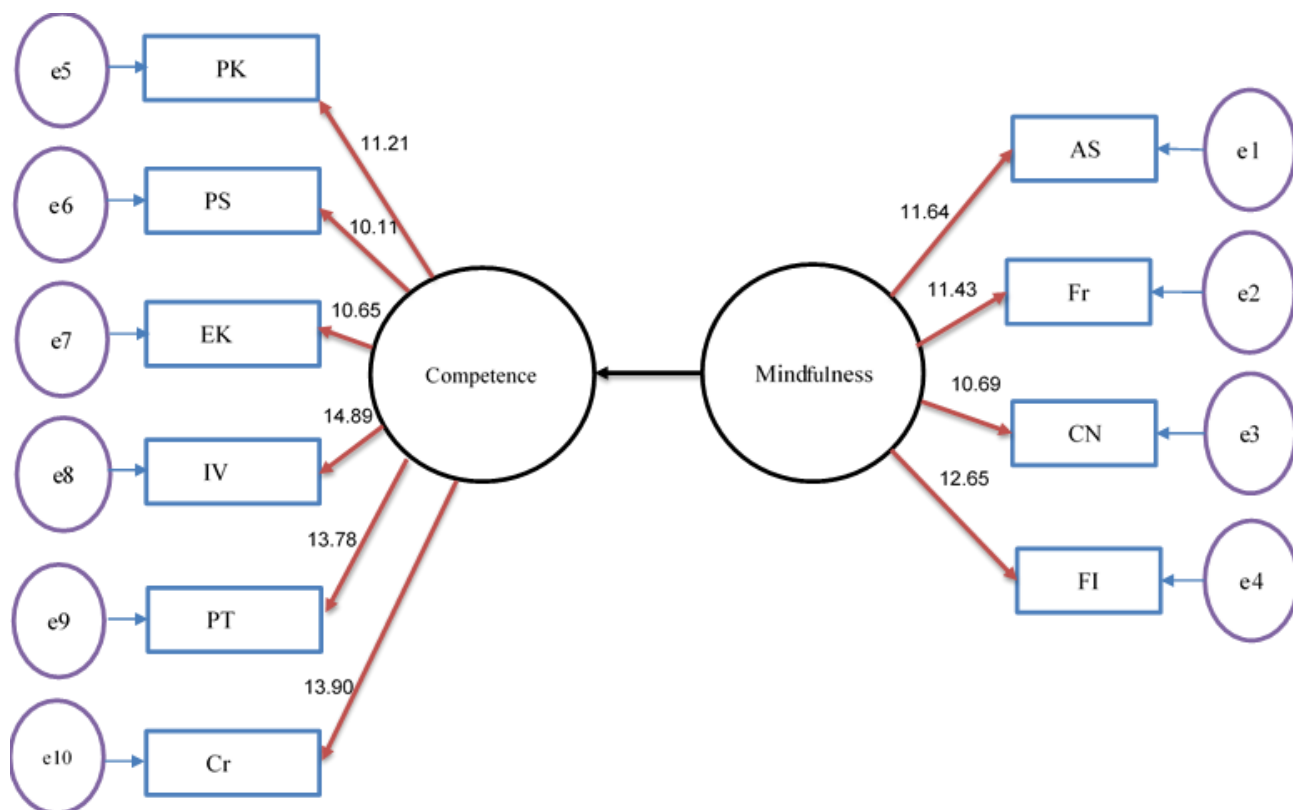 e5
PK
11.21
e6
PS
10.11
e7
EK
10.65
e8
IV
14.89
e9
PT
13.78
e10
Cr
13.90
Competence
Mindfulness
11.64
AS
e1
11.43
Fr
e2
10.69
CN
e3
12.65
FI
e4